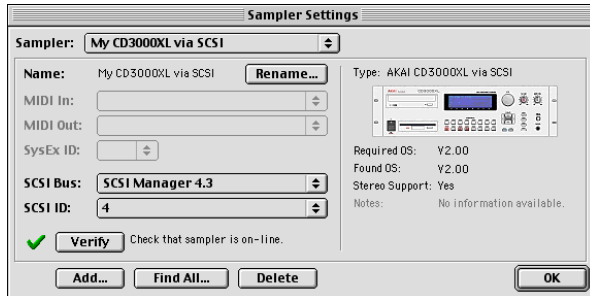 Sampler Settings
Sampler: My CD3000XL via SCSI
Name: My CD3000XL via SCSI Rename...
MIDI In:
MIDI Out:
SysEx ID:
SCSI Bus: SCSI Manager 4.3
SCSI ID: 4
Verify Check that sampler is on-line.
Type: AKAI CD3000XL via SCSI
Required OS: V2.00
Found OS: V2.00
Stereo Support: Yes
Notes: No information available.
Add... Find All... Delete OK